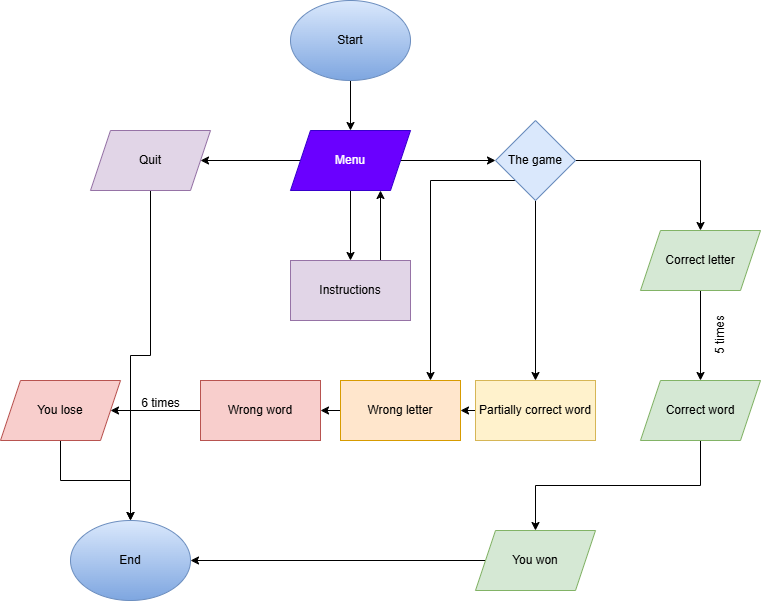 Start
Quit
Menu
The game
Correct letter
Instructions
5 times
You lose
6 times
Wrong word
Wrong letter
Partially correct word
Correct word
End
You won